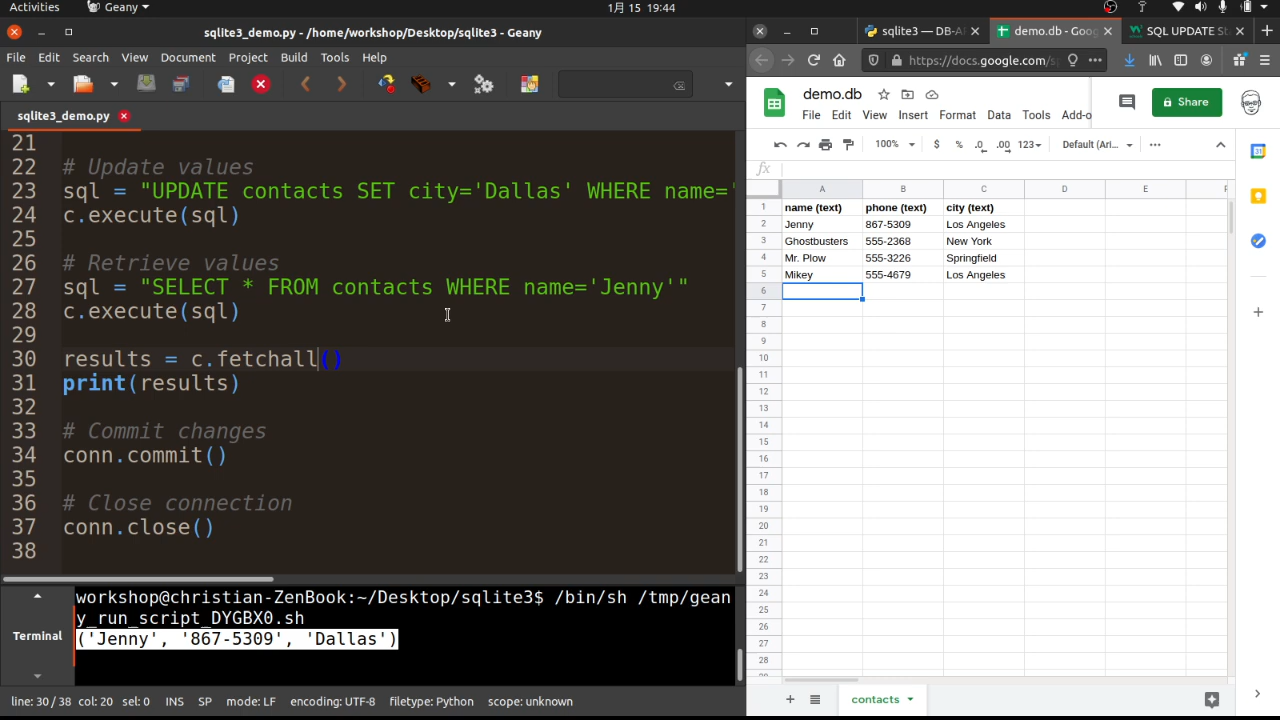 Activities
Geany
1月 15 19:44
sqlite3_demo.py - /home/workshop/Desktop/sqlite3 - Geany
File Edit Search View Document Project Build Tools Help
sqlite3_demo.py
21
22 # Update values
23 sql = "UPDATE contacts SET city='Dallas' WHERE name='
24 c.execute(sql)
25
26 # Retrieve values
27 sql = "SELECT * FROM contacts WHERE name='Jenny'"
28 c.execute(sql)
29
30 results = c.fetchall()
31 print(results)
32
33 # Commit changes
34 conn.commit()
35
36 # Close connection
37 conn.close()
38
Terminal
workshop@christian-ZenBook:~/Desktop/sqlite3$ /bin/sh /tmp/gean
y_run_script_DYGBX0.sh
('Jenny', '867-5309', 'Dallas')
line: 30 / 38 col: 20 sel: 0 INS SP mode: LF encoding: UTF-8 filetype: Python scope: unknown
sqlite3 — DB-A
demo.db - Goog
SQL UPDATE St
https://docs.google.com/s
demo.db
File Edit View Insert Format Data Tools Add-o
Share
100% $ % .0 .00 123 Default (Ari...
fx
A B C D E F
1 name (text) phone (text) city (text)
2 Jenny 867-5309 Los Angeles
3 Ghostbusters 555-2368 New York
4 Mr. Plow 555-3226 Springfield
5 Mikey 555-4679 Los Angeles
6
7
8
9
10
11
12
13
14
15
16
17
18
19
20
21
22
23
24
25
26
27
28
contacts